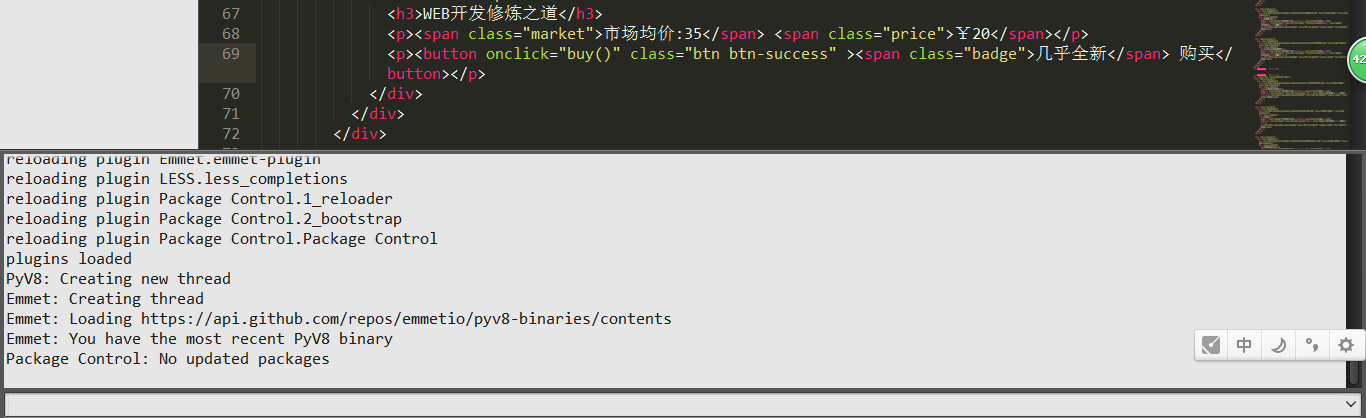 67 <h3>WEB开发修炼之道</h3>
68 <p><span class="market">市场均价:35</span> <span class="price">￥20</span></p>
69 <p><button onclick="buy()" class="btn btn-success" ><span class="badge">几乎全新</span> 购买</
button></p>
70 </div>
71 </div>
72 </div>
42
reloading plugin Emmet.emmet-plugin
reloading plugin LESS.less_completions
reloading plugin Package Control.1_reloader
reloading plugin Package Control.2_bootstrap
reloading plugin Package Control.Package Control
plugins loaded
PyV8: Creating new thread
Emmet: Creating thread
Emmet: Loading https://api.github.com/repos/emmetio/pyv8-binaries/contents
Emmet: You have the most recent PyV8 binary
Package Control: No updated packages
中